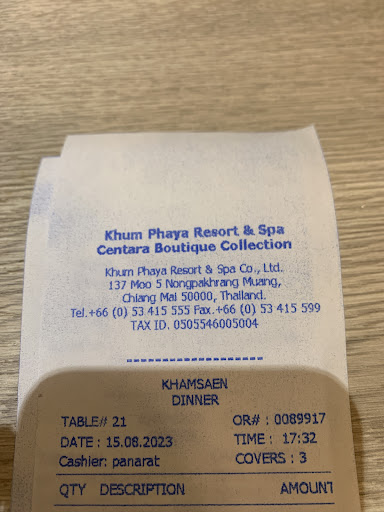 Khum Phaya Resort & Spa
Centara Boutique Collection
Khum Phaya Resort & Spa Co., Ltd.
137 Moo 5 Nongpakhrang Muang,
Chiang Mai 50000, Thailand.
Tel.+66 (0) 53 415 555 Fax.+66 (0) 53 415 599
TAX ID. 0505546005004
--------------------
KHAMSAEN
DINNER
TABLE# 21 OR# : 0089917
DATE : 15.08.2023 TIME : 17:32
Cashier: panarat COVERS : 3
QTY DESCRIPTION AMOUNT